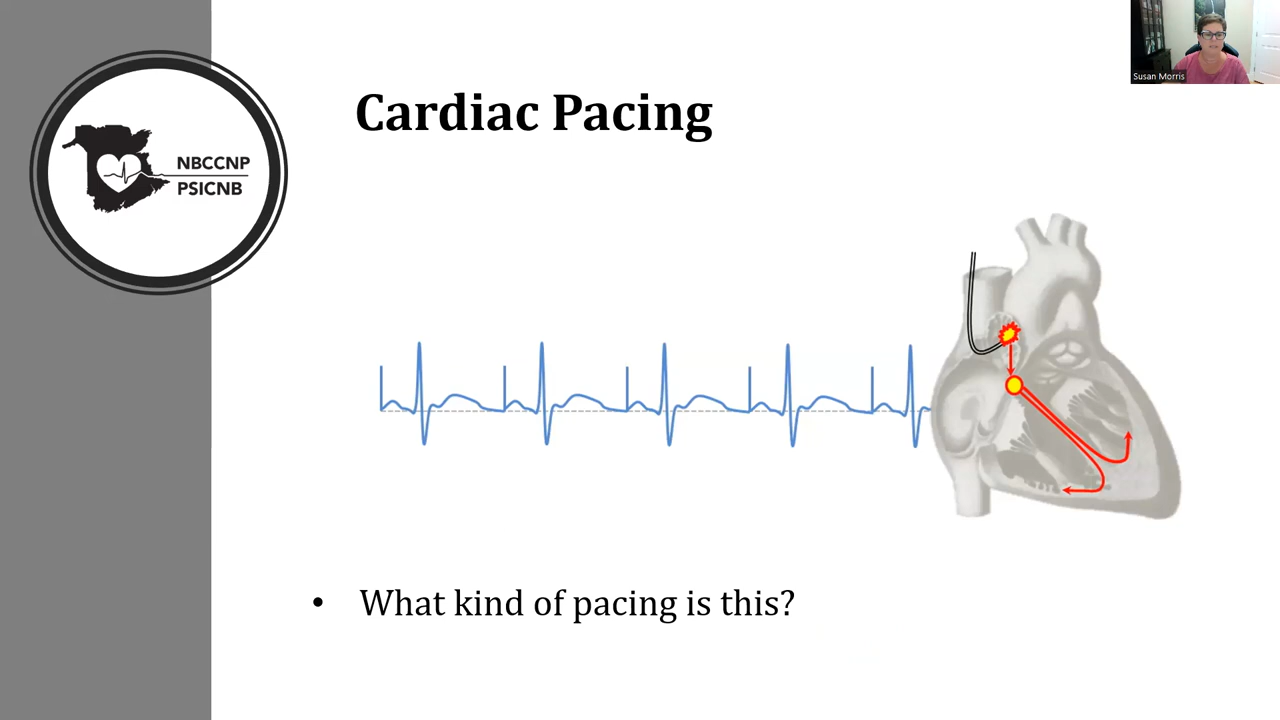 Susan Morris
Cardiac Pacing
NBCCNP
PSICNB
• What kind of pacing is this?